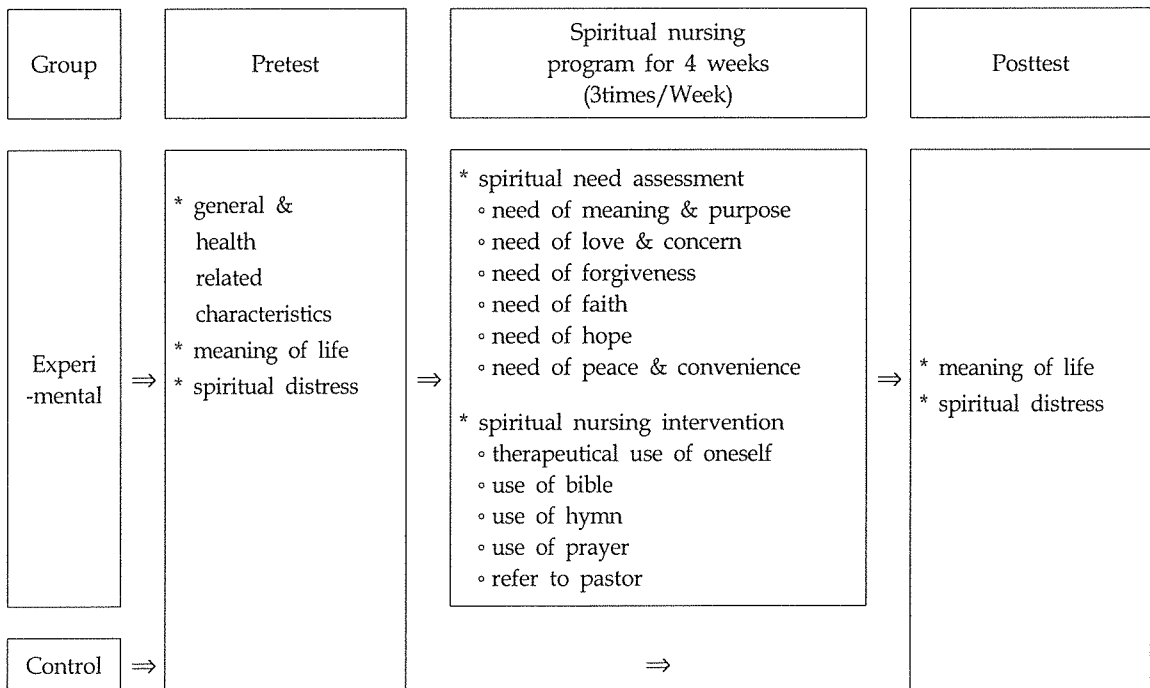 Group
Pretest
Spiritual nursing
program for 4 weeks
(3times/Week)
Posttest
Experi
-mental
⇒
* general &
health
related
characteristics
* meaning of life
* spiritual distress
⇒
* spiritual need assessment
∘ need of meaning & purpose
∘ need of love & concern
∘ need of forgiveness
∘ need of faith
∘ need of hope
∘ need of peace & convenience
* spiritual nursing intervention
∘ therapeutical use of oneself
∘ use of bible
∘ use of hymn
∘ use of prayer
∘ refer to pastor
⇒
* meaning of life
* spiritual distress
Control
⇒
⇒